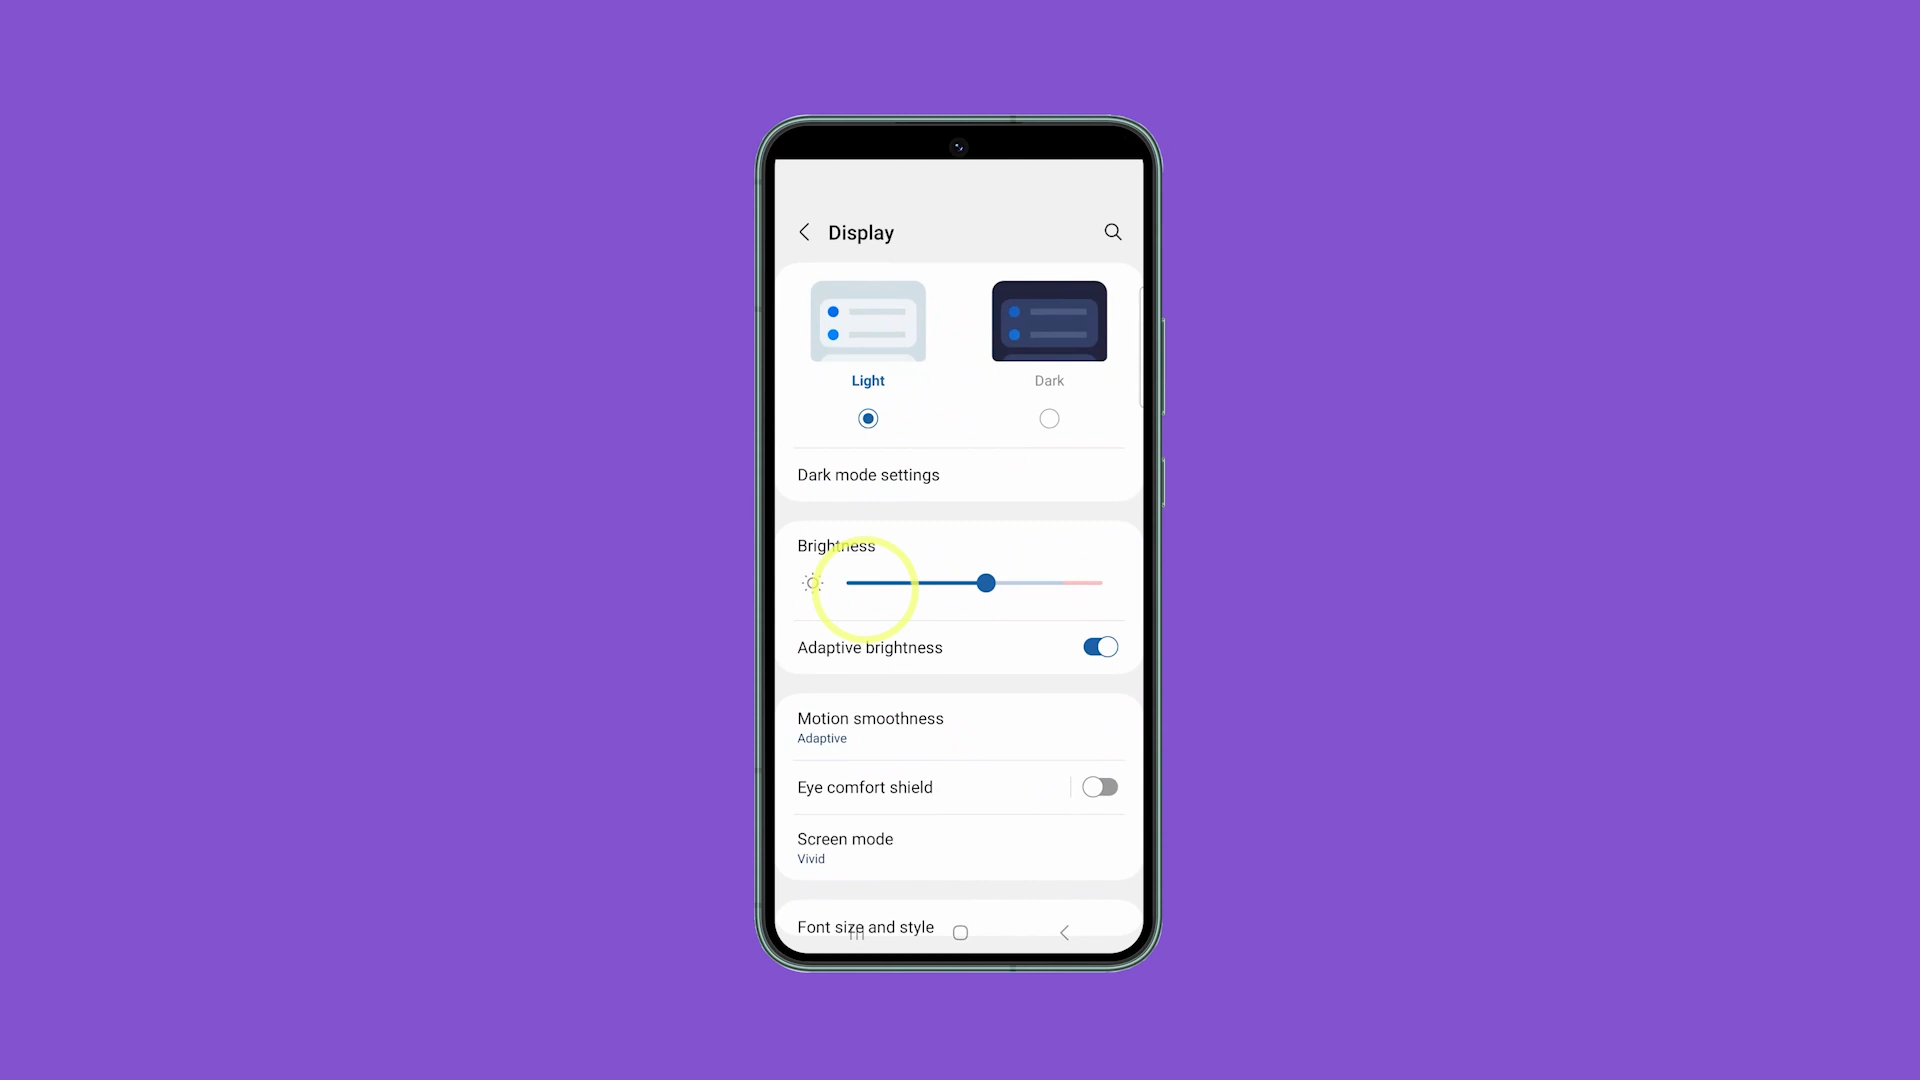 Display
Light
Dark
Dark mode settings
Brightness
Adaptive brightness
Motion smoothness
Adaptive
Eye comfort shield
Screen mode
Vivid
Font size and style